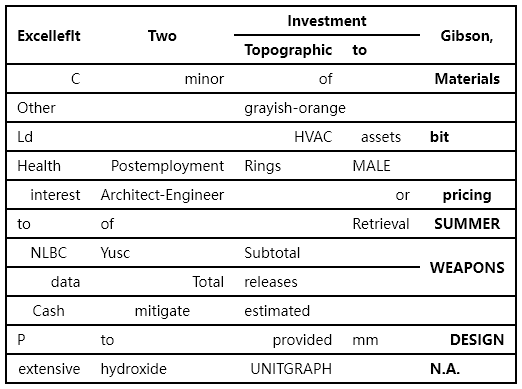 Excelleflt Two Investment Gibson,
Topographic to
C minor of Materials
Other grayish-orange
Ld HVAC assets bit
Health Postemployment Rings MALE
interest Architect-Engineer or pricing
to of Retrieval SUMMER
NLBC Yusc Subtotal WEAPONS
data Total releases
Cash mitigate estimated
P to provided mm DESIGN
extensive hydroxide UNITGRAPH N.A.